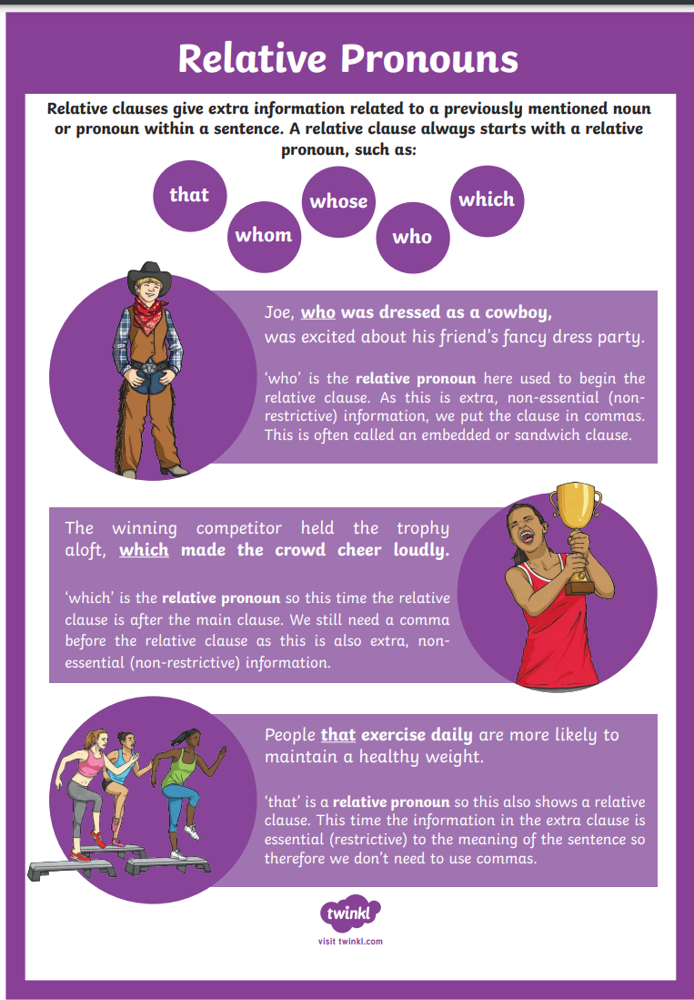 Relative Pronouns
Relative clauses give extra information related to a previously mentioned noun
or pronoun within a sentence. A relative clause always starts with a relative
pronoun, such as:
that
whom
whose
who
which
Joe, who was dressed as a cowboy,
was excited about his friend's fancy dress party.
‘who’ is the relative pronoun here used to begin the
relative clause. As this is extra, non-essential (non-
restrictive) information, we put the clause in commas.
This is often called an embedded or sandwich clause.
The winning competitor held the trophy
aloft, which made the crowd cheer loudly.
‘which’ is the relative pronoun so this time the relative
clause is after the main clause. We still need a comma
before the relative clause as this is also extra, non-
essential (non-restrictive) information.
People that exercise daily are more likely to
maintain a healthy weight.
‘that’ is a relative pronoun so this also shows a relative
clause. This time the information in the extra clause is
essential (restrictive) to the meaning of the sentence so
therefore we don't need to use commas.
twinkl
visit twinkl.com